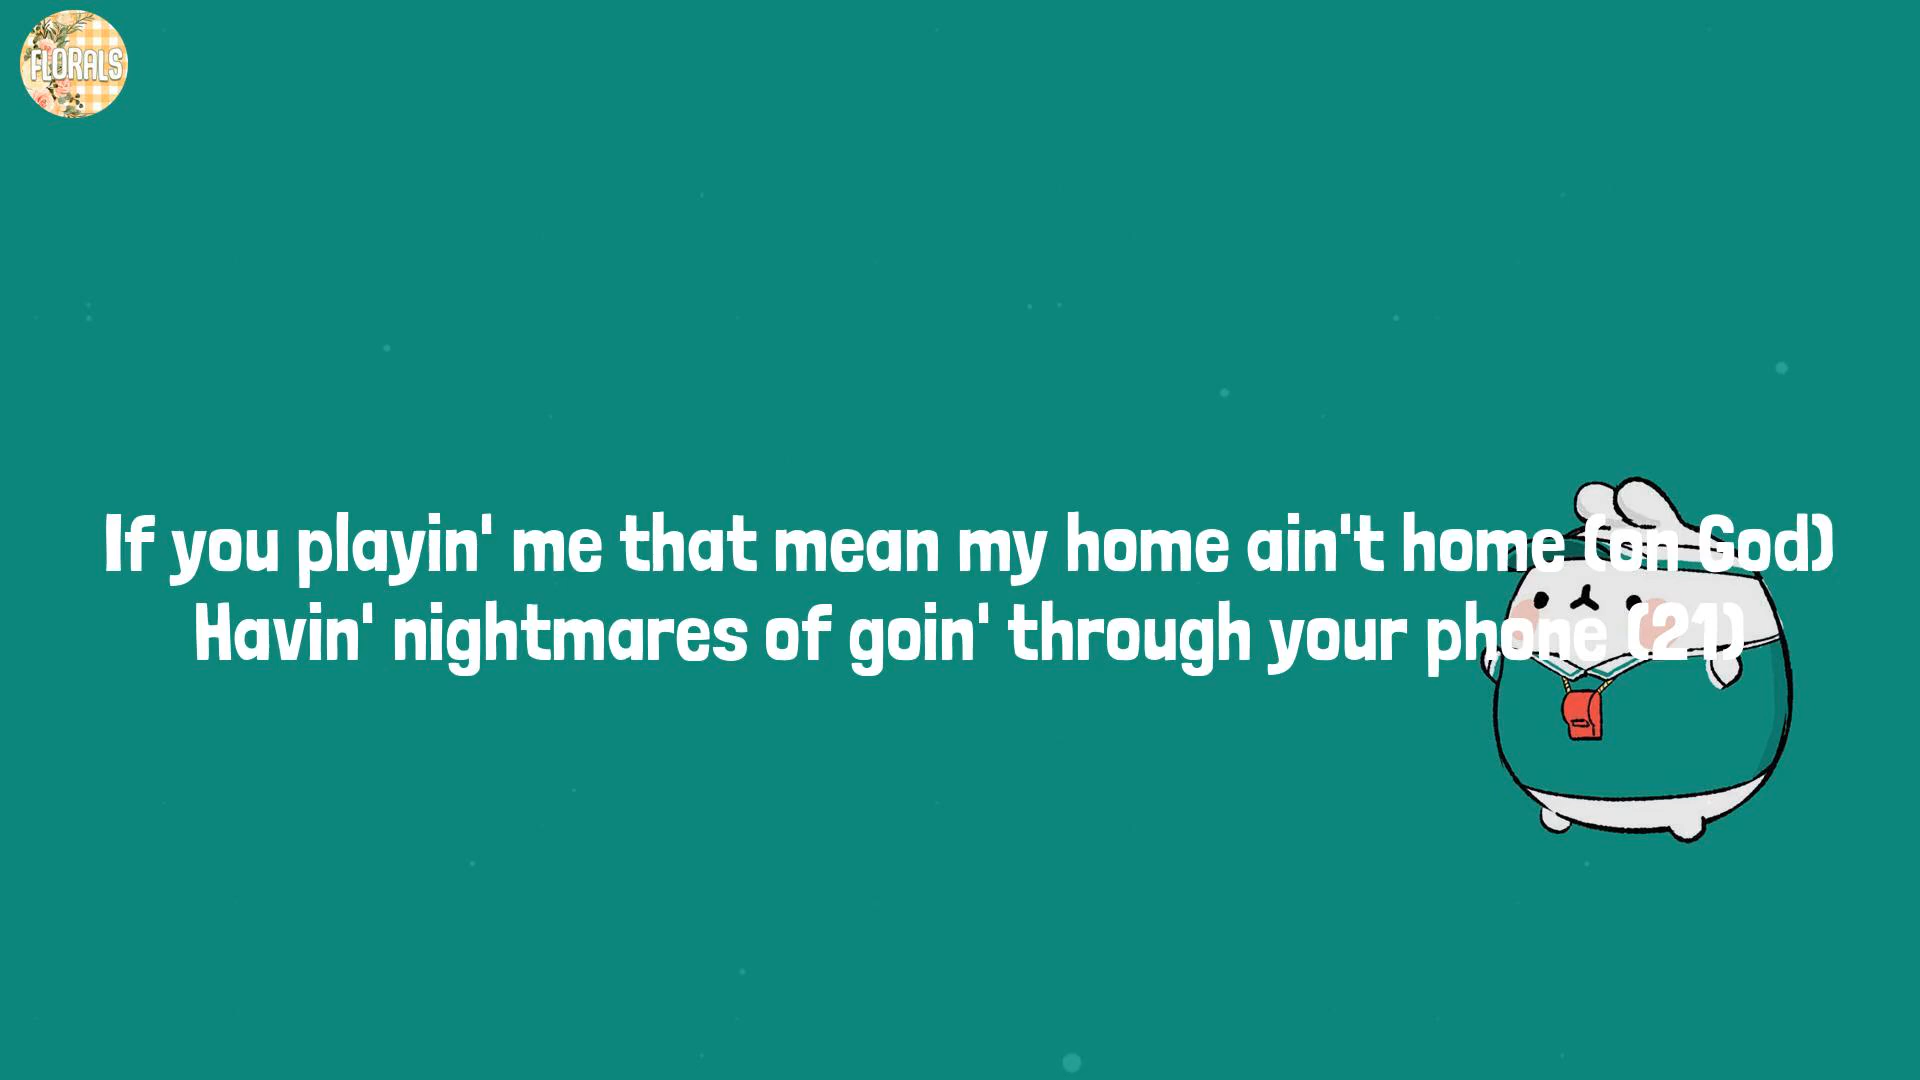 FLORALS
If you playin' me that mean my home ain't home (on God)
Havin' nightmares of goin' through your phone (21)